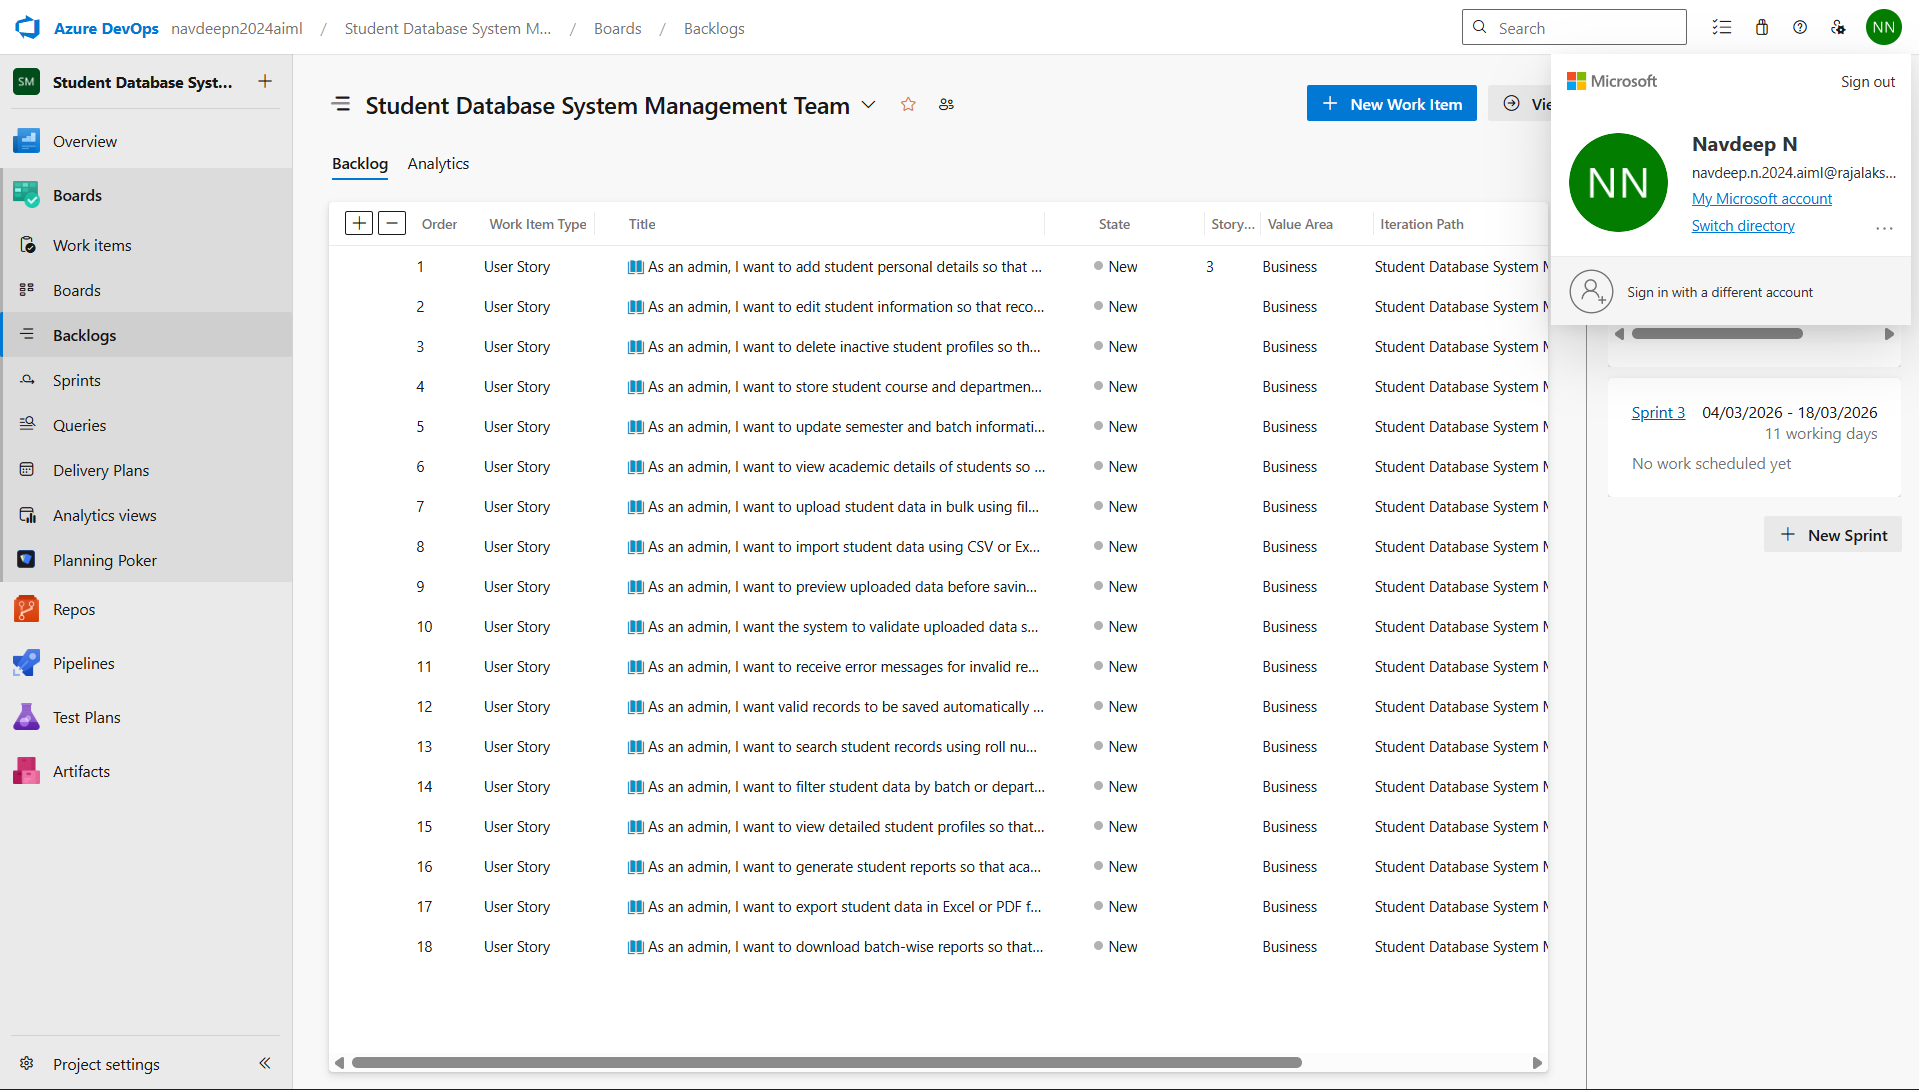 Azure DevOps navdeepn2024aiml / Student Database System M... / Boards / Backlogs
Search
NN
SM Student Database Syst...
Overview
Boards
Work items
Boards
Backlogs
Sprints
Queries
Delivery Plans
Analytics views
Planning Poker
Repos
Pipelines
Test Plans
Artifacts
Project settings
Student Database System Management Team
New Work Item
Backlog Analytics
Order Work Item Type Title State Story... Value Area Iteration Path
1 User Story As an admin, I want to add student personal details so that ... New 3 Business Student Database System
2 User Story As an admin, I want to edit student information so that reco... New Business Student Database System
3 User Story As an admin, I want to delete inactive student profiles so th... New Business Student Database System
4 User Story As an admin, I want to store student course and departmen... New Business Student Database System
5 User Story As an admin, I want to update semester and batch informati... New Business Student Database System
6 User Story As an admin, I want to view academic details of students so ... New Business Student Database System
7 User Story As an admin, I want to upload student data in bulk using fil... New Business Student Database System
8 User Story As an admin, I want to import student data using CSV or Ex... New Business Student Database System
9 User Story As an admin, I want to preview uploaded data before savin... New Business Student Database System
10 User Story As an admin, I want the system to validate uploaded data s... New Business Student Database System
11 User Story As an admin, I want to receive error messages for invalid re... New Business Student Database System
12 User Story As an admin, I want valid records to be saved automatically ... New Business Student Database System
13 User Story As an admin, I want to search student records using roll nu... New Business Student Database System
14 User Story As an admin, I want to filter student data by batch or depart... New Business Student Database System
15 User Story As an admin, I want to view detailed student profiles so that... New Business Student Database System
16 User Story As an admin, I want to generate student reports so that aca... New Business Student Database System
17 User Story As an admin, I want to export student data in Excel or PDF f... New Business Student Database System
18 User Story As an admin, I want to download batch-wise reports so that... New Business Student Database System
Microsoft Sign out
NN
Navdeep N
navdeep.n.2024.aiml@rajalaks...
My Microsoft account
Switch directory
Sign in with a different account
Sprint 3 04/03/2026 - 18/03/2026
11 working days
No work scheduled yet
New Sprint